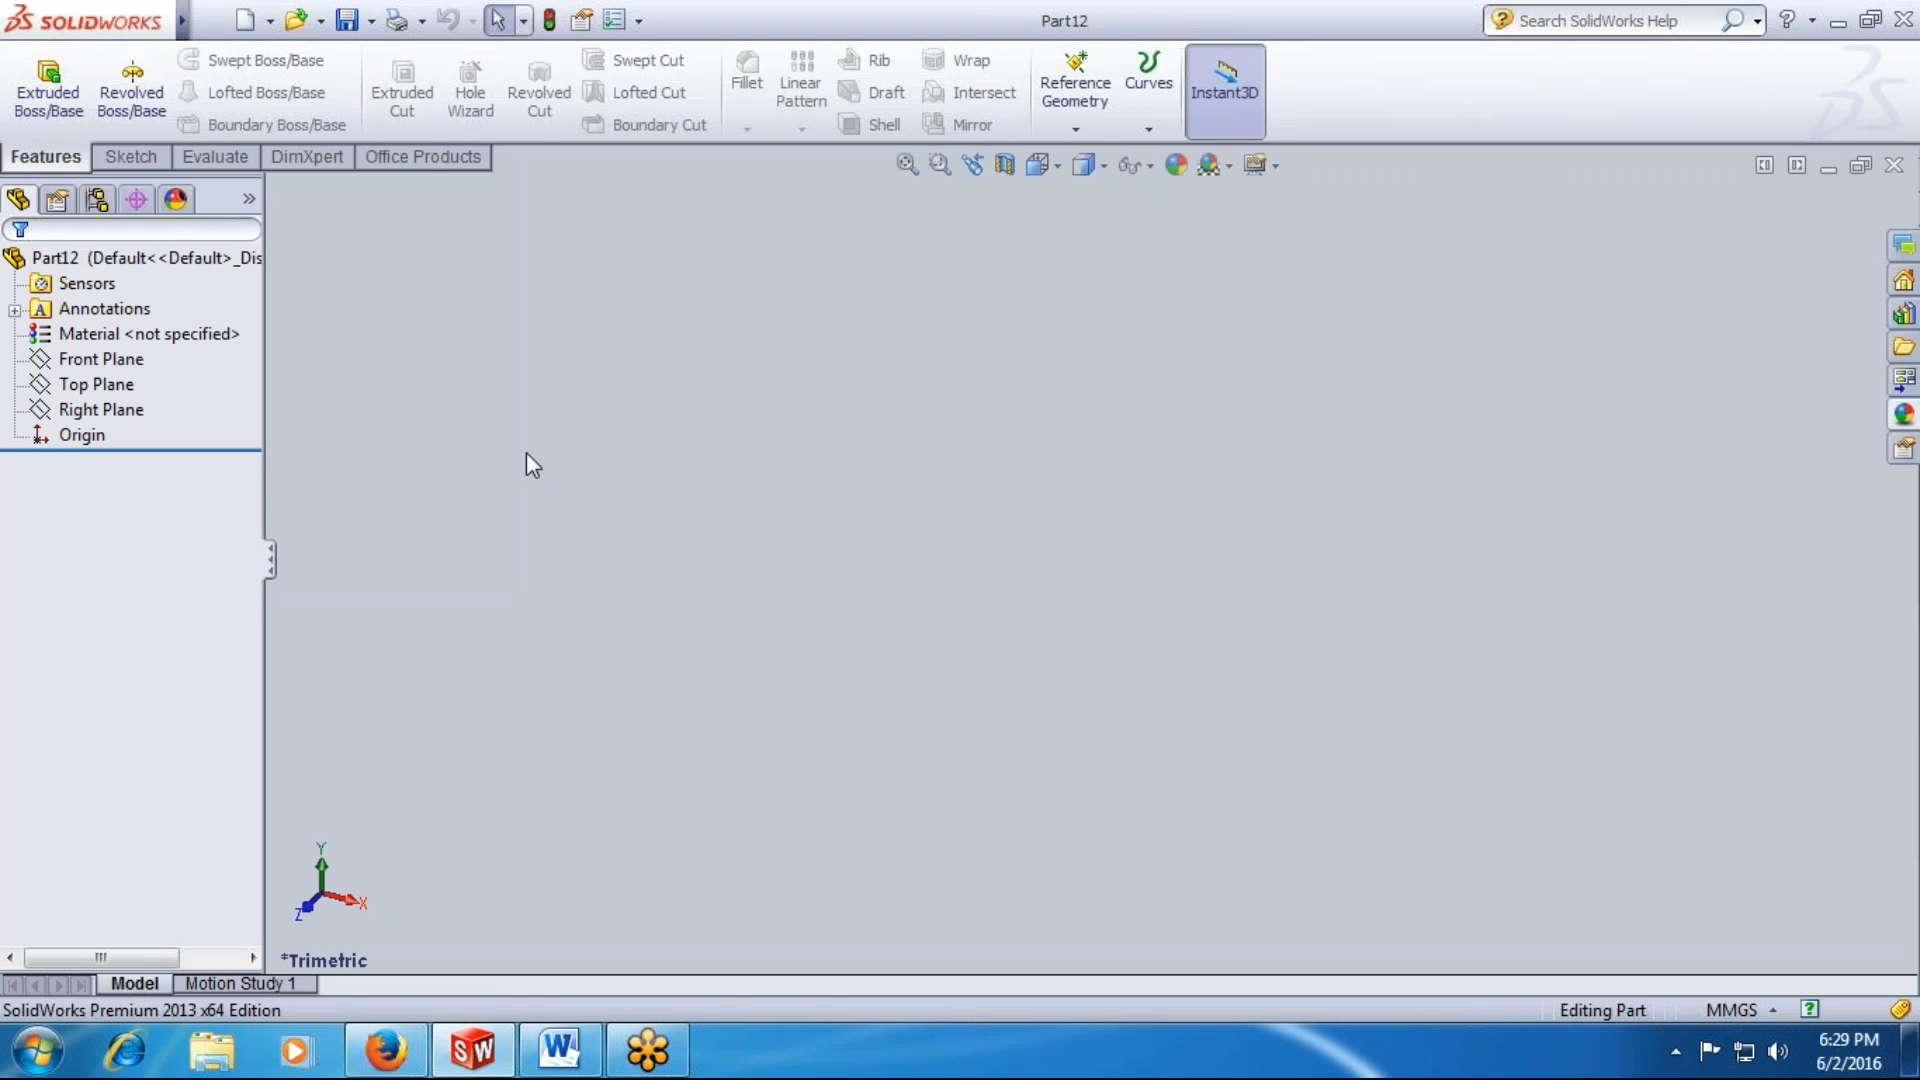 SOLIDWORKS
Part12
Search SolidWorks Help
Extruded Boss/Base
Revolved Boss/Base
Swept Boss/Base
Lofted Boss/Base
Boundary Boss/Base
Extruded Cut
Hole Wizard
Revolved Cut
Swept Cut
Lofted Cut
Boundary Cut
Fillet
Linear Pattern
Rib
Draft
Shell
Wrap
Intersect
Mirror
Reference Geometry
Curves
Instant3D
Features
Sketch
Evaluate
DimXpert
Office Products
Part12 (Default<<Default>_Dis
Sensors
Annotations
Material <not specified>
Front Plane
Top Plane
Right Plane
Origin
Y
X
Z
*Trimetric
Model
Motion Study 1
SolidWorks Premium 2013 x64 Edition
Editing Part
MMGS
6:29 PM
6/2/2016